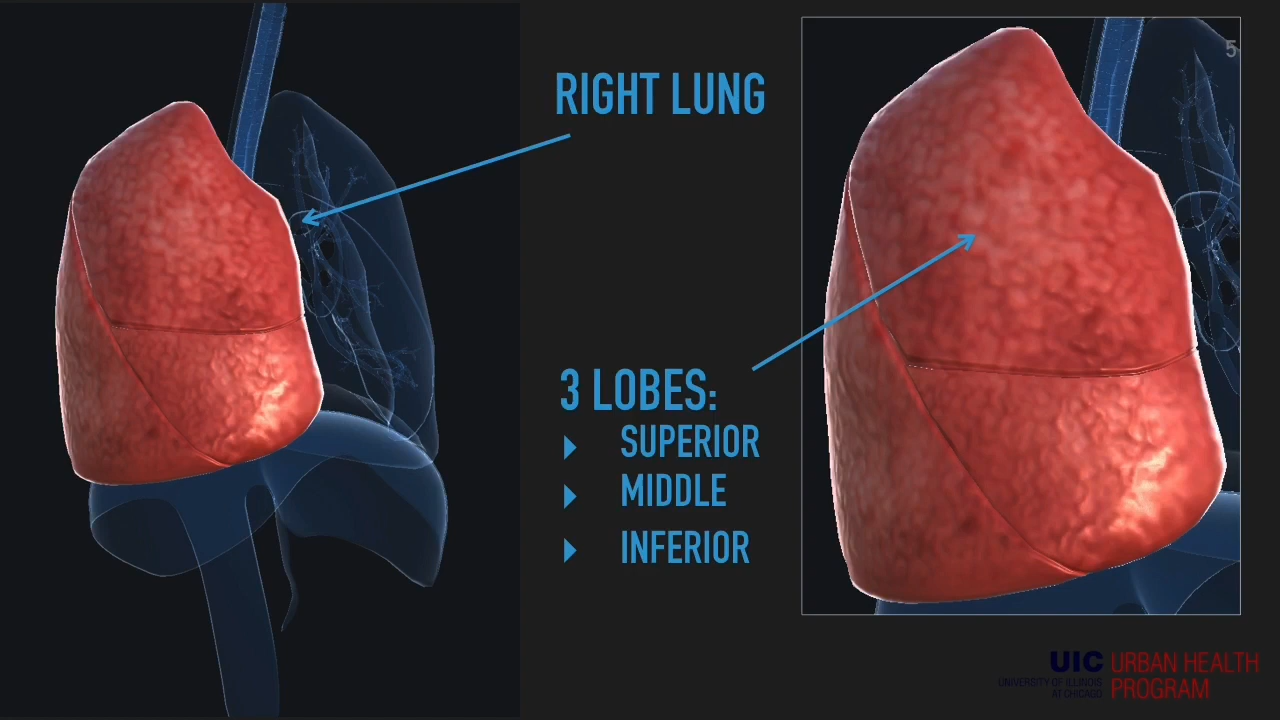 5
RIGHT LUNG
3 LOBES:
SUPERIOR
MIDDLE
INFERIOR
UIC URBAN HEALTH
UNIVERSITY OF ILLINOIS
AT CHICAGO PROGRAM